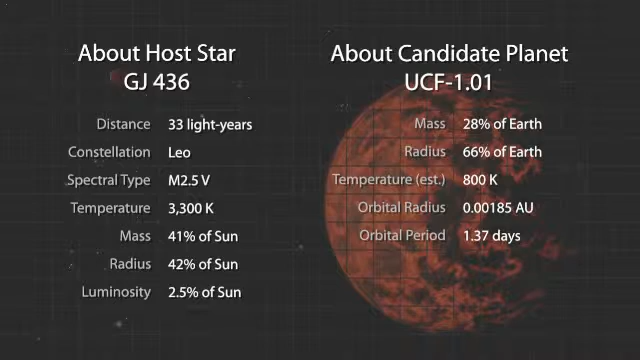 About Host Star
GJ 436
Distance 33 light-years
Constellation Leo
Spectral Type M2.5 V
Temperature 3,300 K
Mass 41% of Sun
Radius 42% of Sun
Luminosity 2.5% of Sun
About Candidate Planet
UCF-1.01
Mass 28% of Earth
Radius 66% of Earth
Temperature (est.) 800 K
Orbital Radius 0.00185 AU
Orbital Period 1.37 days